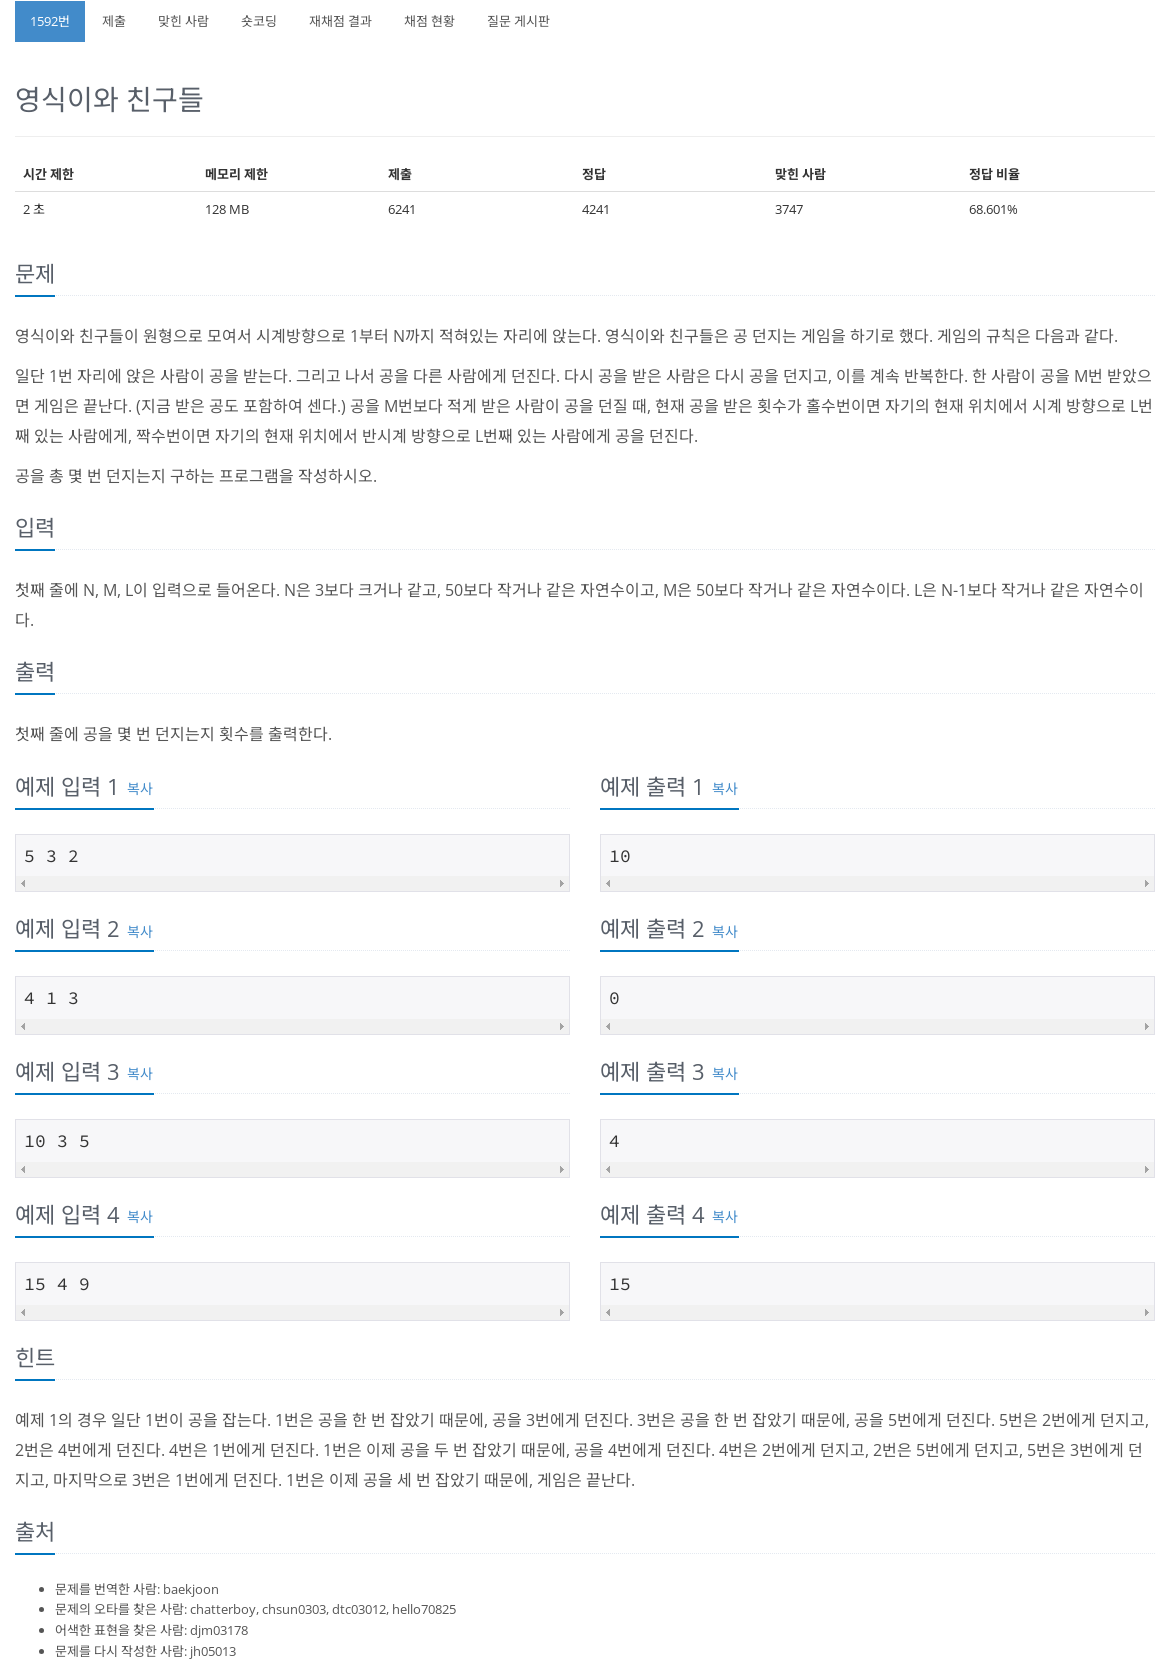 1592번 제출 맞힌 사람 숏코딩 재채점 결과 채점 현황 질문 게시판
영식이와 친구들
시간 제한 메모리 제한 제출 정답 맞힌 사람 정답 비율
2 초 128 MB 6241 4241 3747 68.601%
문제
영식이와 친구들이 원형으로 모여서 시계방향으로 1부터 N까지 적혀있는 자리에 앉는다. 영식이와 친구들은 공 던지는 게임을 하기로 했다. 게임의 규칙은 다음과 같다.
일단 1번 자리에 앉은 사람이 공을 받는다. 그리고 나서 공을 다른 사람에게 던진다. 다시 공을 받은 사람은 다시 공을 던지고, 이를 계속 반복한다. 한 사람이 공을 M번 받았으
면 게임은 끝난다. (지금 받은 공도 포함하여 센다.) 공을 M번보다 적게 받은 사람이 공을 던질 때, 현재 공을 받은 횟수가 홀수번이면 자기의 현재 위치에서 시계 방향으로 L번
째 있는 사람에게, 짝수번이면 자기의 현재 위치에서 반시계 방향으로 L번째 있는 사람에게 공을 던진다.
공을 총 몇 번 던지는지 구하는 프로그램을 작성하시오.
입력
첫째 줄에 N, M, L이 입력으로 들어온다. N은 3보다 크거나 같고, 50보다 작거나 같은 자연수이고, M은 50보다 작거나 같은 자연수이다. L은 N-1보다 작거나 같은 자연수이
다.
출력
첫째 줄에 공을 몇 번 던지는지 횟수를 출력한다.
예제 입력 1 복사
5 3 2
예제 출력 1 복사
10
예제 입력 2 복사
4 1 3
예제 출력 2 복사
0
예제 입력 3 복사
10 3 5
예제 출력 3 복사
4
예제 입력 4 복사
15 4 9
예제 출력 4 복사
15
힌트
예제 1의 경우 일단 1번이 공을 잡는다. 1번은 공을 한 번 잡았기 때문에, 공을 3번에게 던진다. 3번은 공을 한 번 잡았기 때문에, 공을 5번에게 던진다. 5번은 2번에게 던지고,
2번은 4번에게 던진다. 4번은 1번에게 던진다. 1번은 이제 공을 두 번 잡았기 때문에, 공을 4번에게 던진다. 4번은 2번에게 던지고, 2번은 5번에게 던지고, 5번은 3번에게 던
지고, 마지막으로 3번은 1번에게 던진다. 1번은 이제 공을 세 번 잡았기 때문에, 게임은 끝난다.
출처
문제를 번역한 사람: baekjoon
문제의 오타를 찾은 사람: chatterboy, chsun0303, dtc03012, hello70825
어색한 표현을 찾은 사람: djm03178
문제를 다시 작성한 사람: jh05013